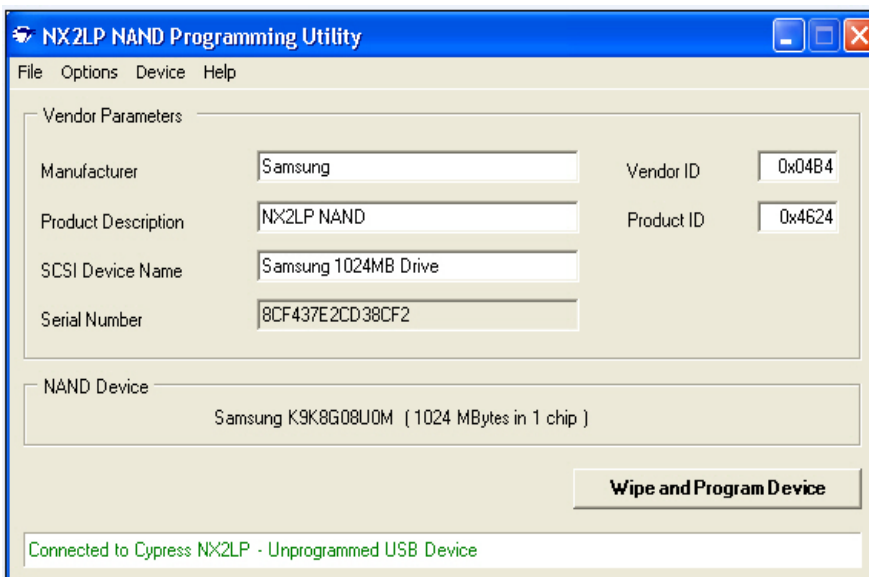 NX2LP NAND Programming Utility
File Options Device Help
Vendor Parameters
Manufacturer Samsung Vendor ID 0x04B4
Product Description NX2LP NAND Product ID 0x4624
SCSI Device Name Samsung 1024MB Drive
Serial Number 8CF437E2CD38CF2
NAND Device
Samsung K9K8G08U0M ( 1024 MBytes in 1 chip )
Wipe and Program Device
Connected to Cypress NX2LP - Unprogrammed USB Device